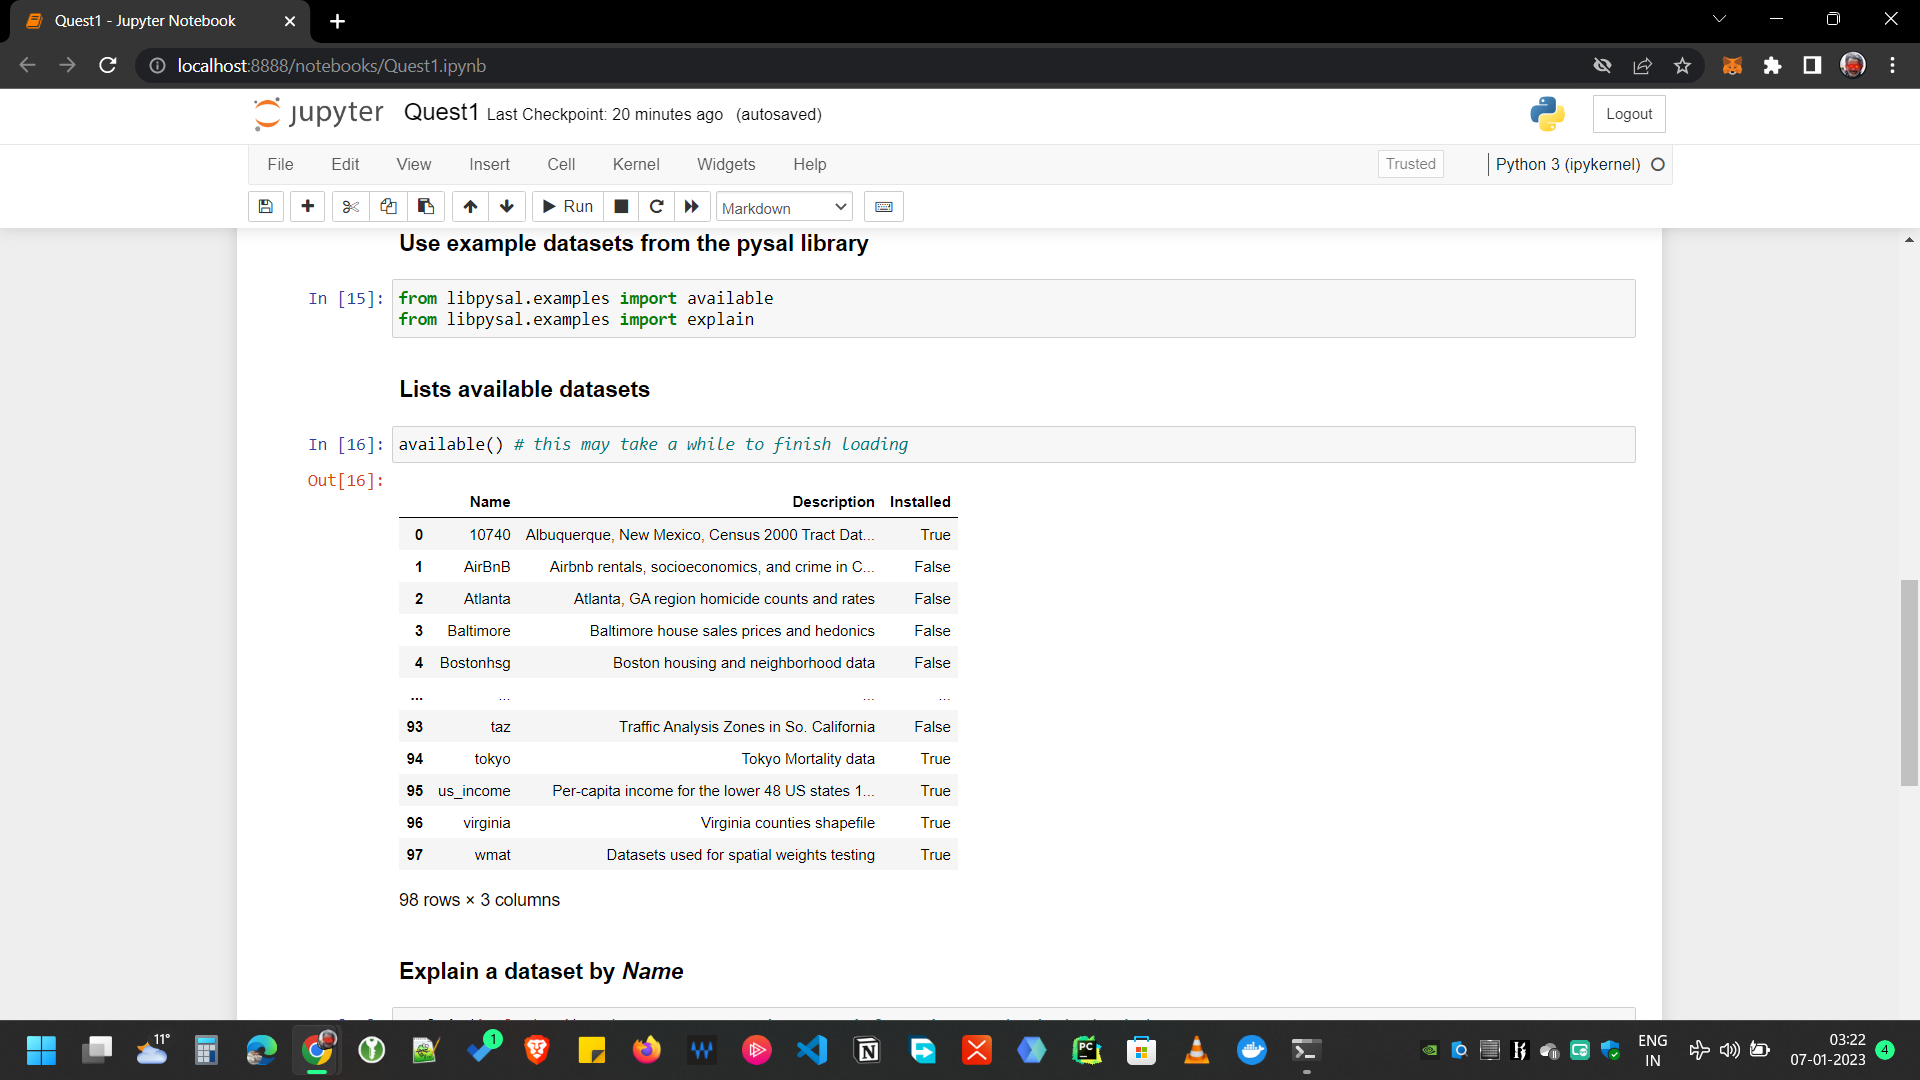 Quest1 - Jupyter Notebook
localhost:8888/notebooks/Quest1.ipynb
jupyter Quest1 Last Checkpoint: 20 minutes ago (autosaved)
Logout
File Edit View Insert Cell Kernel Widgets Help
Trusted
Python 3 (ipykernel)
Run
Markdown
Use example datasets from the pysal library
In [15]: from libpysal.examples import available
from libpysal.examples import explain
Lists available datasets
In [16]: available() # this may take a while to finish loading
Out[16]:
Name Description Installed
0 10740 Albuquerque, New Mexico, Census 2000 Tract Dat... True
1 AirBnB Airbnb rentals, socioeconomics, and crime in C... False
2 Atlanta Atlanta, GA region homicide counts and rates False
3 Baltimore Baltimore house sales prices and hedonics False
4 Bostonhsg Boston housing and neighborhood data False
... ... ... ...
93 taz Traffic Analysis Zones in So. California False
94 tokyo Tokyo Mortality data True
95 us_income Per-capita income for the lower 48 US states 1... True
96 virginia Virginia counties shapefile True
97 wmat Datasets used for spatial weights testing True
98 rows × 3 columns
Explain a dataset by Name
11°
1
PC
ENG
IN
03:22
07-01-2023
4